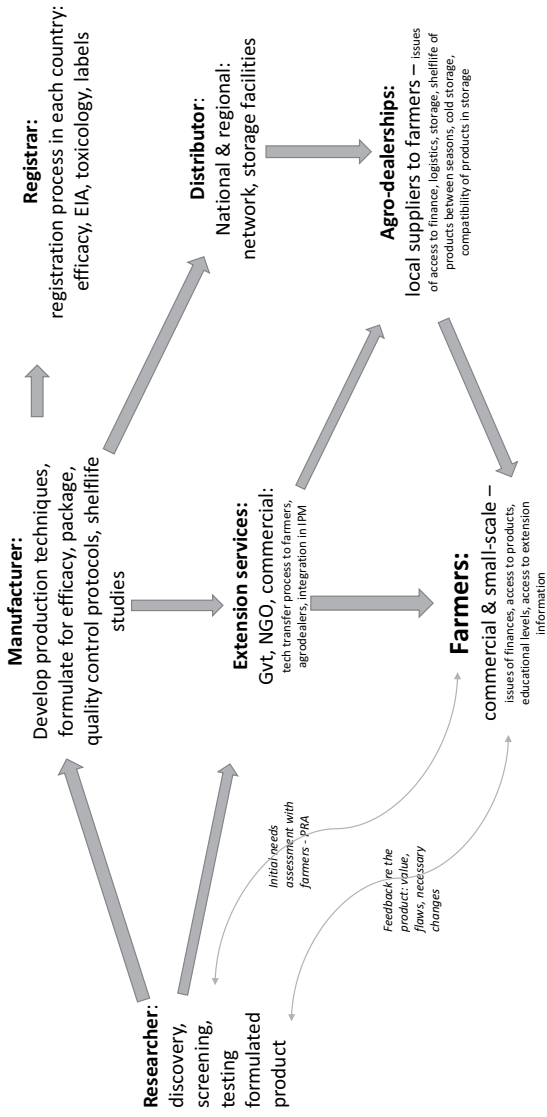 Researcher:
discovery,
screening,
testing
formulated
product
Manufacturer:
Develop production techniques,
formulate for efficacy, package,
quality control protocols, shelflife
studies
Registrar:
registration process in each country:
efficacy, EIA, toxicology, labels
Extension services:
Gvt, NGO, commercial:
tech transfer process to farmers,
agrodealers, integration in IPM
Distributor:
National & regional:
network, storage facilities
Initial needs
assessment with
farmers - PRA
Feedback re the
product: value,
flaws, necessary
changes
Farmers:
commercial & small-scale –
issues of finances, access to products,
educational levels, access to extension
information
Agro-dealerships:
local suppliers to farmers – issues
of access to finance, logistics, storage, shelflife of
products between seasons, cold storage,
compatibility of products in storage